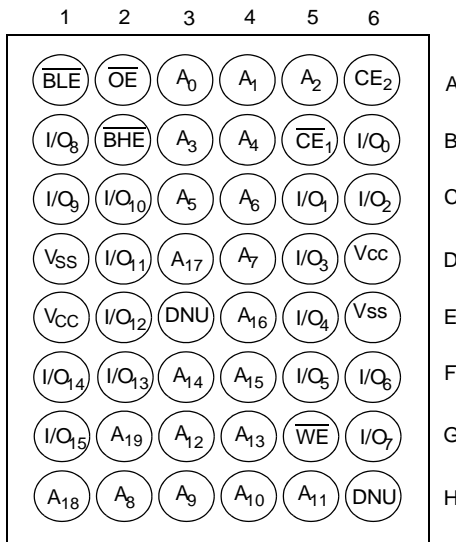 1 2 3 4 5 6
BLE OE A0 A1 A2 CE2 A
I/O8 BHE A3 A4 CE1 I/O0 B
I/O9 I/O10 A5 A6 I/O1 I/O2 C
VSS I/O11 A17 A7 I/O3 Vcc D
VCC I/O12 DNU A16 I/O4 Vss E
I/O14 I/O13 A14 A15 I/O5 I/O6 F
I/O15 A19 A12 A13 WE I/O7 G
A18 A8 A9 A10 A11 DNU H